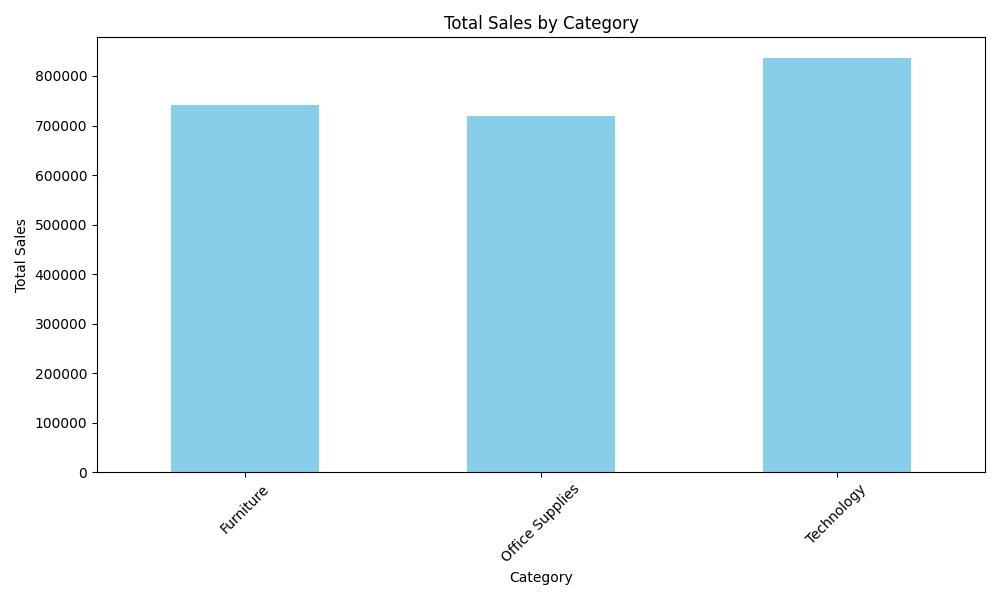 Total Sales by Category
Total Sales
800000
700000
600000
500000
400000
300000
200000
100000
0
Furniture
Office Supplies
Technology
Category